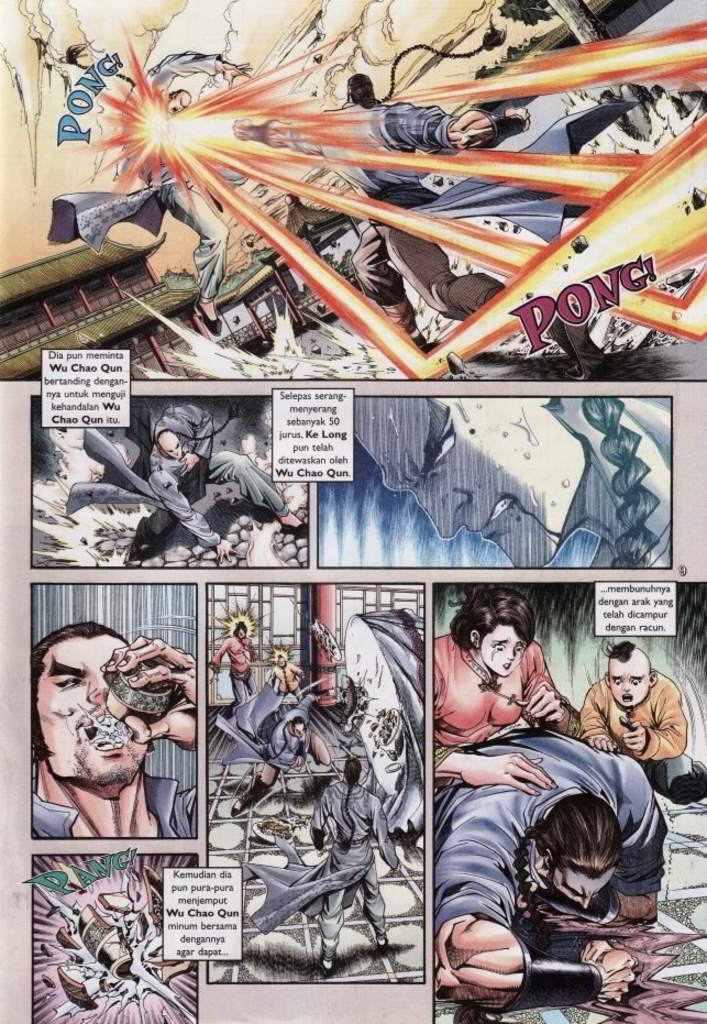 PONG!
PONG!
Dia pun meminta
Wu Chao Qun
bertanding dengan-
nya untuk menguji
kehandalan Wu
Chao Qun itu.
Selepas serang-
menyerang
sebanyak 50
jurus, Ke Long
pun telah
ditewaskan oleh
Wu Chao Qun.
9
...membunuhnya
dengan arak yang
telah dicampur
dengan racun.
PRANG!
Kemudian dia
pun pura-pura
menjemput
Wu Chao Qun
minum bersama
dengannya
agar dapat...